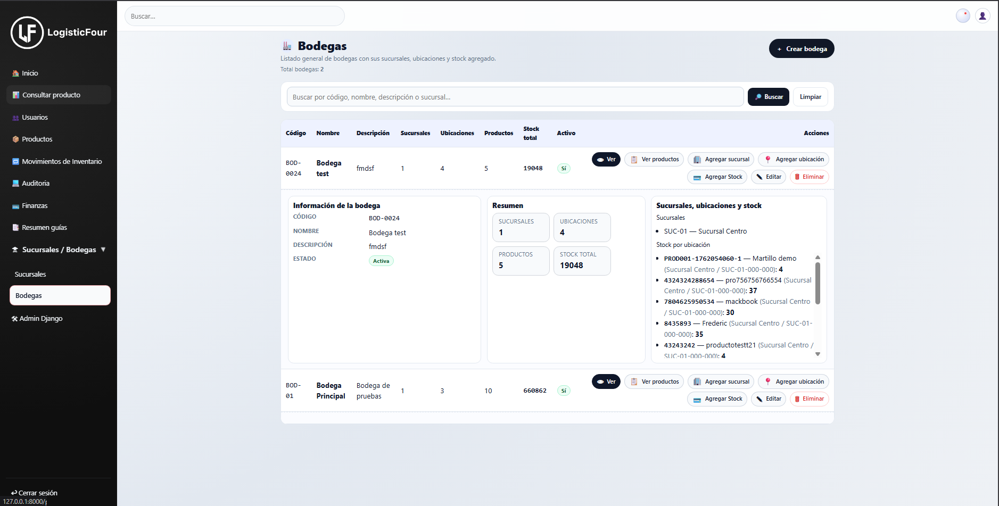 LF LogisticFour
Buscar...
Inicio
Consultar producto
Usuarios
Productos
Movimientos de Inventario
Auditoria
Finanzas
Resumen guías
Sucursales / Bodegas ▼
Sucursales
Bodegas
Admin Django
Cerrar sesión
127.0.0.1:8000/p
Bodegas
Listado general de bodegas con sus sucursales, ubicaciones y stock agregado.
Total bodegas: 2
+ Crear bodega
Buscar por código, nombre, descripción o sucursal...
Buscar
Limpiar
Código Nombre Descripción Sucursales Ubicaciones Productos Stock total Activo Acciones
BOD-0024 Bodega test fmdsf 1 4 5 19048 Sí
Ver Ver productos Agregar sucursal Agregar ubicación
Agregar Stock Editar Eliminar
Información de la bodega
CÓDIGO BOD-0024
NOMBRE Bodega test
DESCRIPCIÓN fmdsf
ESTADO Activa
Resumen
SUCURSALES 1
UBICACIONES 4
PRODUCTOS 5
STOCK TOTAL 19048
Sucursales, ubicaciones y stock
Sucursales
• SUC-01 — Sucursal Centro
Stock por ubicación
• PROD001-1762054060-1 — Martillo demo
(Sucursal Centro / SUC-01-000-000): 4
• 4324324288654 — pro756756766554 (Sucursal
Centro / SUC-01-000-000): 37
• 7804625950534 — mackbook (Sucursal Centro
/ SUC-01-000-000): 30
• 8435893 — Frederic (Sucursal Centro / SUC-01-
000-000): 35
• 43243242 — productotestt21 (Sucursal Centro /
SUC-01-000-000): 4
BOD-01 Bodega Principal Bodega de pruebas 1 3 10 660862 Sí
Ver Ver productos Agregar sucursal Agregar ubicación
Agregar Stock Editar Eliminar